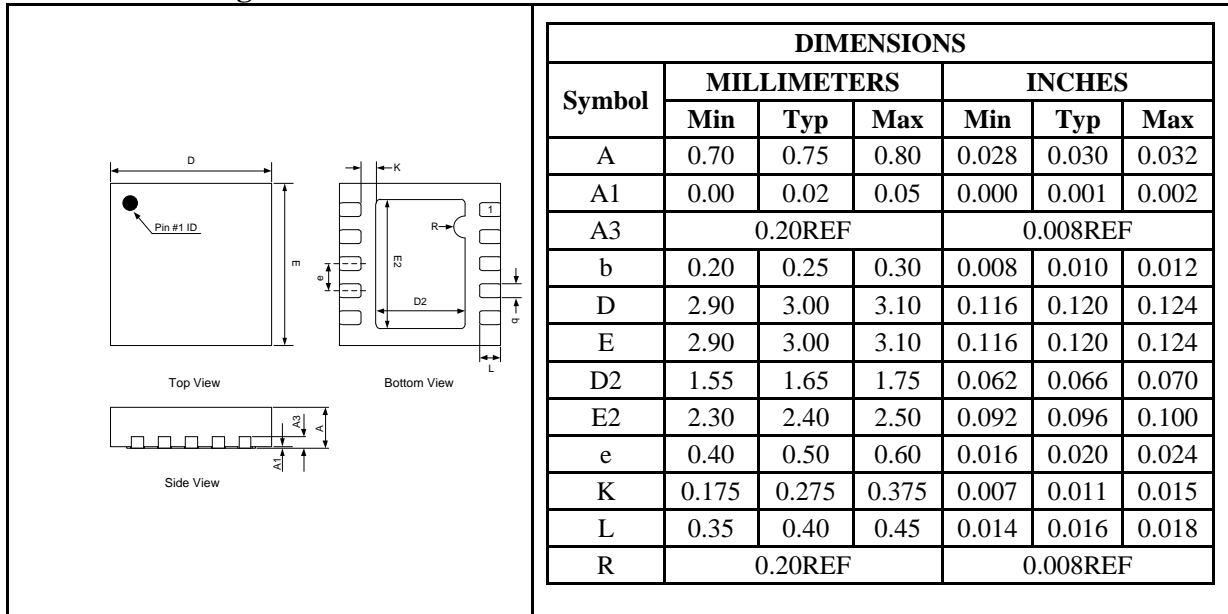 D
K
Pin #1 ID
E
1
R
e
E2
D2
b
L
Top View
Bottom View
A3
A
A1
Side View
DIMENSIONS
Symbol MILLIMETERS INCHES
Min Typ Max Min Typ Max
A 0.70 0.75 0.80 0.028 0.030 0.032
A1 0.00 0.02 0.05 0.000 0.001 0.002
A3 0.20REF 0.008REF
b 0.20 0.25 0.30 0.008 0.010 0.012
D 2.90 3.00 3.10 0.116 0.120 0.124
E 2.90 3.00 3.10 0.116 0.120 0.124
D2 1.55 1.65 1.75 0.062 0.066 0.070
E2 2.30 2.40 2.50 0.092 0.096 0.100
e 0.40 0.50 0.60 0.016 0.020 0.024
K 0.175 0.275 0.375 0.007 0.011 0.015
L 0.35 0.40 0.45 0.014 0.016 0.018
R 0.20REF 0.008REF